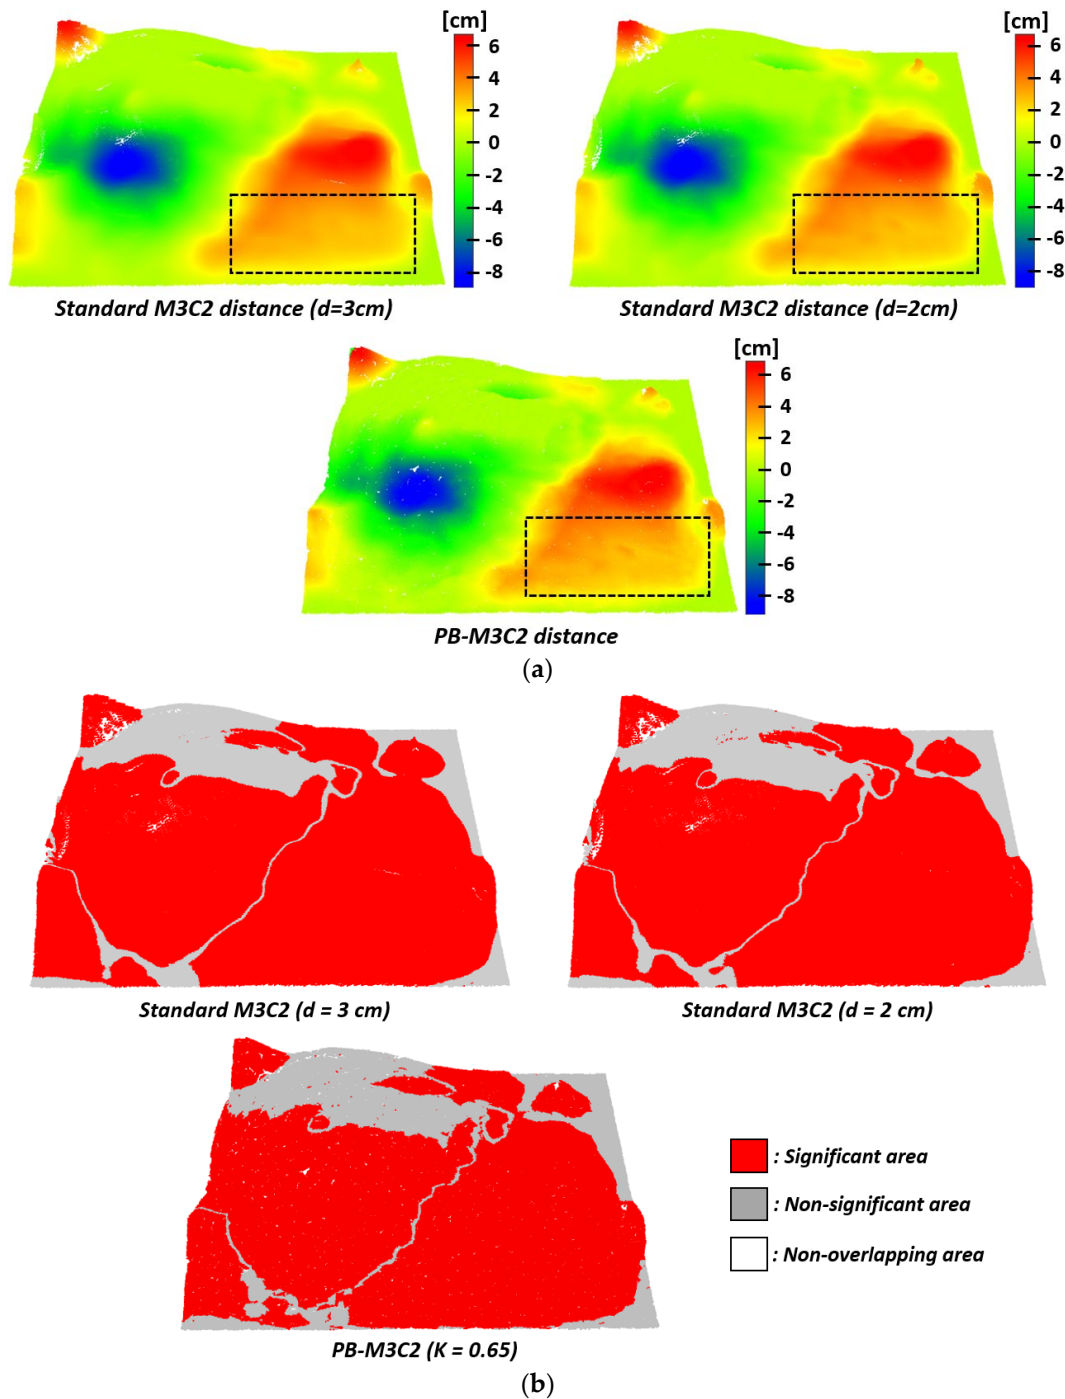 [cm]
6
4
2
0
-2
-4
-6
-8
Standard M3C2 distance (d=3cm)
[cm]
6
4
2
0
-2
-4
-6
-8
Standard M3C2 distance (d=2cm)
[cm]
6
4
2
0
-2
-4
-6
-8
PB-M3C2 distance
(a)
Standard M3C2 (d = 3 cm)
Standard M3C2 (d = 2 cm)
: Significant area
: Non-significant area
: Non-overlapping area
PB-M3C2 (K = 0.65)
(b)